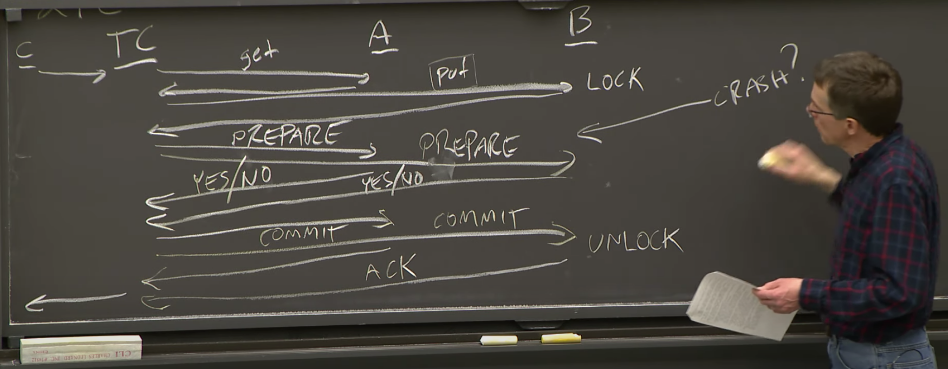 C TC A B
get
put
LOCK
CRASH?
PREPARE PREPARE
YES/NO YES/NO
COMMIT COMMIT
UNLOCK
ACK